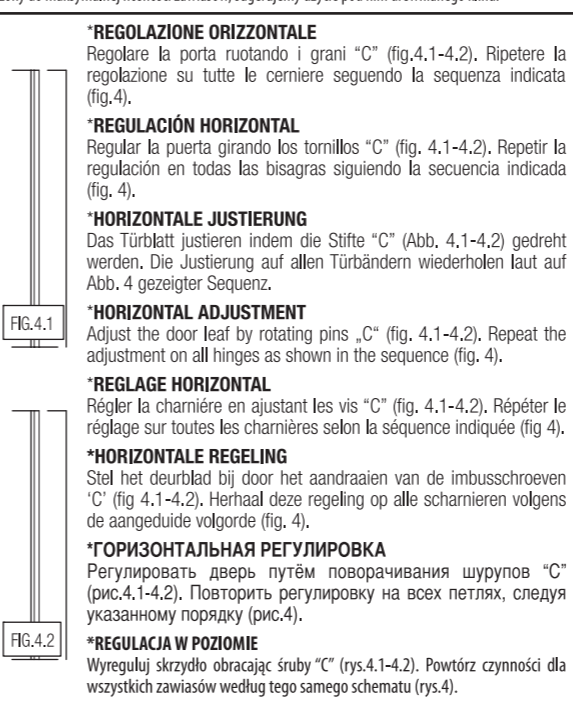 *REGOLAZIONE ORIZZONTALE
Regolare la porta ruotando i grani “C” (fig.4.1-4.2). Ripetere la
regolazione su tutte le cerniere seguendo la sequenza indicata
(fig.4).
*REGULACIÓN HORIZONTAL
Regular la puerta girando los tornillos “C” (fig. 4.1-4.2). Repetir la
regulación en todas las bisagras siguiendo la secuencia indicada
(fig. 4).
*HORIZONTALE JUSTIERUNG
Das Türblatt justieren indem die Stifte “C” (Abb. 4.1-4.2) gedreht
werden. Die Justierung auf allen Türbändern wiederholen laut auf
Abb. 4 gezeigter Sequenz.
FIG.4.1
*HORIZONTAL ADJUSTMENT
Adjust the door leaf by rotating pins „C“ (fig. 4.1-4.2). Repeat the
adjustment on all hinges as shown in the sequence (fig. 4).
*REGLAGE HORIZONTAL
Régler la charniére en ajustant les vis “C” (fig. 4.1-4.2). Répéter le
réglage sur toutes les charnières selon la séquence indiquée (fig 4).
*HORIZONTALE REGELING
Stel het deurblad bij door het aandraaien van de imbusschroeven
‘C’ (fig 4.1-4.2). Herhaal deze regeling op alle scharnieren volgens
de aangeduide volgorde (fig. 4).
*ГОРИЗОНТАЛЬНАЯ РЕГУЛИРОВКА
Регулировать дверь путём поворачивания шурупов “C”
(рис.4.1-4.2). Повторить регулировку на всех петлях, следуя
указанному порядку (рис.4).
FIG.4.2
*REGULACJA W POZIOMIE
Wyreguluj skrzydło obracając śruby “C” (rys.4.1-4.2). Powtórz czynności dla
wszystkich zawiasów według tego samego schematu (rys.4).